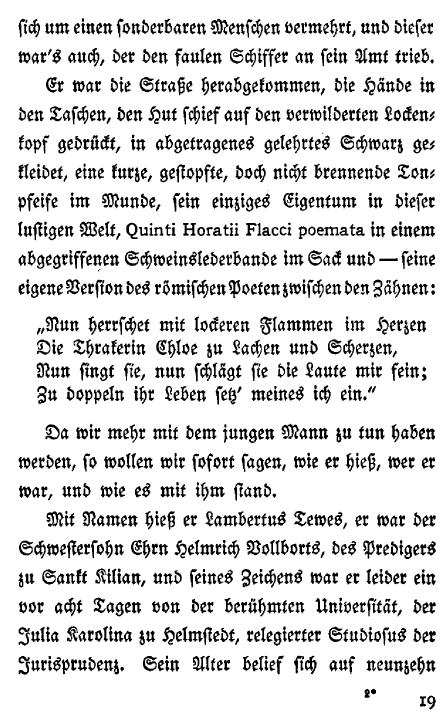 ſich um einen ſonderbaren Menſchen vermehrt, und dieſer
war's auch, der den faulen Schiffer an ſein Amt trieb.
Er war die Straße herabgekommen, die Hände in
den Taſchen, den Hut ſchief auf den verwilderten Locken-
kopf gedrückt, in abgetragenes gelehrtes Schwarz ge-
kleidet, eine kurze, geſtopfte, doch nicht brennende Ton-
pfeife im Munde, ſein einziges Eigentum in dieſer
luſtigen Welt, Quinti Horatii Flacci poemata in einem
abgegriffenen Schweinslederbande im Sack und — ſeine
eigene Verſion des römiſchen Poeten zwiſchen den Zähnen:
„Nun herrſchet mit lockeren Flammen im Herzen
Die Thrakerin Chloe zu Lachen und Scherzen,
Nun ſingt ſie, nun ſchlägt ſie die Laute mir fein;
Zu doppeln ihr Leben ſetz' meines ich ein.“
Da wir mehr mit dem jungen Mann zu tun haben
werden, ſo wollen wir ſofort ſagen, wie er hieß, wer er
war, und wie es mit ihm ſtand.
Mit Namen hieß er Lambertus Tewes, er war der
Schweſterſohn Ehrn Helmrich Vollborts, des Predigers
zu Sankt Kilian, und ſeines Zeichens war er leider ein
vor acht Tagen von der berühmten Univerſität, der
Julia Karolina zu Helmſtedt, relegierter Studioſus der
Jurisprudenz. Sein Alter belief ſich auf neunzehn
2*
19